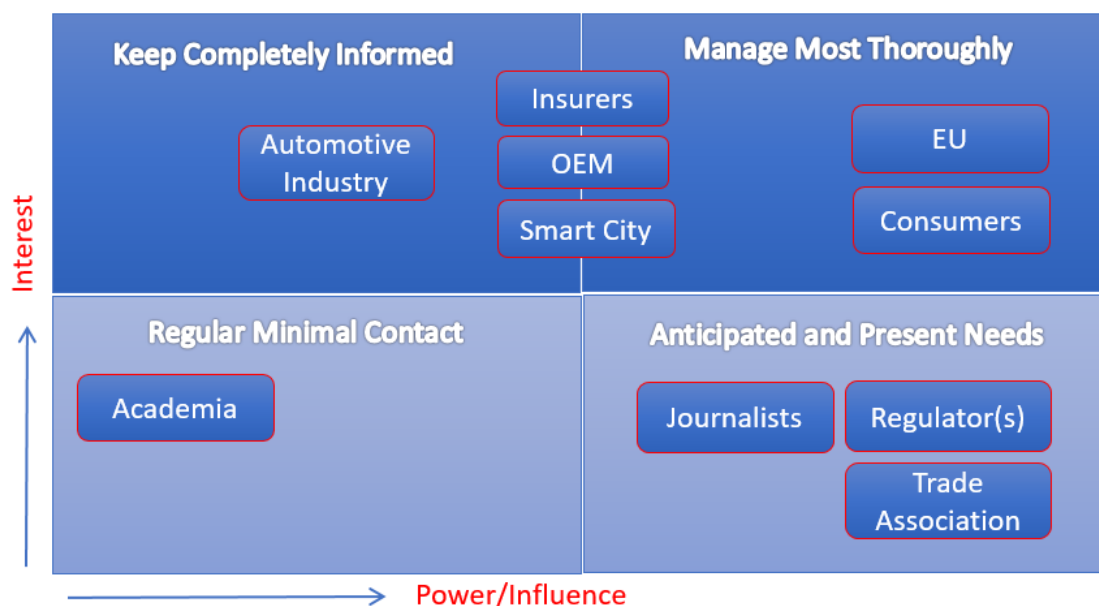 Keep Completely Informed
Manage Most Thoroughly
Insurers
Automotive
Industry
OEM
EU
Smart City
Consumers
Interest
Regular Minimal Contact
Anticipated and Present Needs
Academia
Journalists
Regulator(s)
Trade
Association
Power/Influence